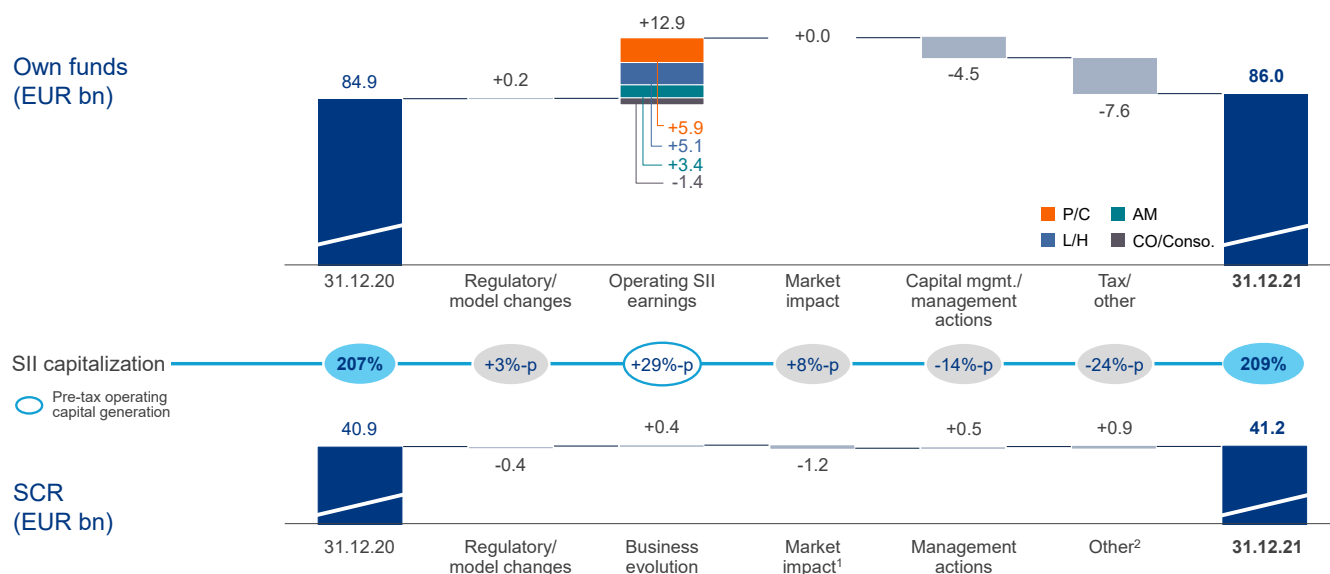 Own funds
(EUR bn)
84.9
+0.2
+12.9
+5.9
+5.1
+3.4
-1.4
+0.0
-4.5
-7.6
86.0
P/C
AM
L/H
CO/Conso.
31.12.20
Regulatory/
model changes
Operating SII
earnings
Market
impact
Capital mgmt./
management
actions
Tax/
other
31.12.21
SII capitalization
207%
+3%-p
+29%-p
+8%-p
-14%-p
-24%-p
209%
Pre-tax operating
capital generation
SCR
(EUR bn)
40.9
-0.4
+0.4
-1.2
+0.5
+0.9
41.2
31.12.20
Regulatory/
model changes
Business
evolution
Market
impact¹
Management
actions
Other²
31.12.21